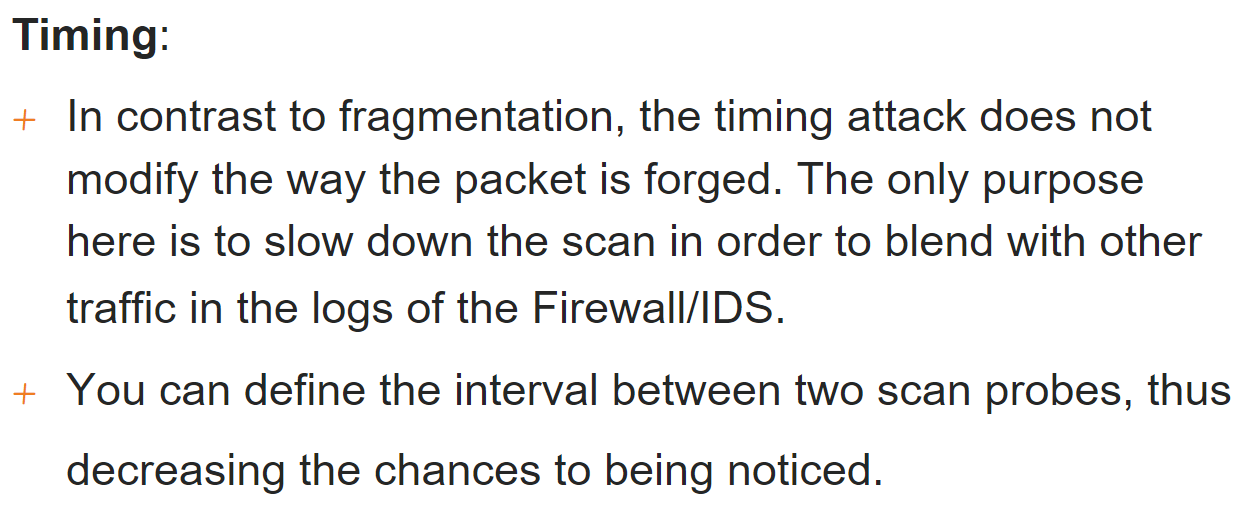 Timing:
+ In contrast to fragmentation, the timing attack does not
modify the way the packet is forged. The only purpose
here is to slow down the scan in order to blend with other
traffic in the logs of the Firewall/IDS.
+ You can define the interval between two scan probes, thus
decreasing the chances to being noticed.